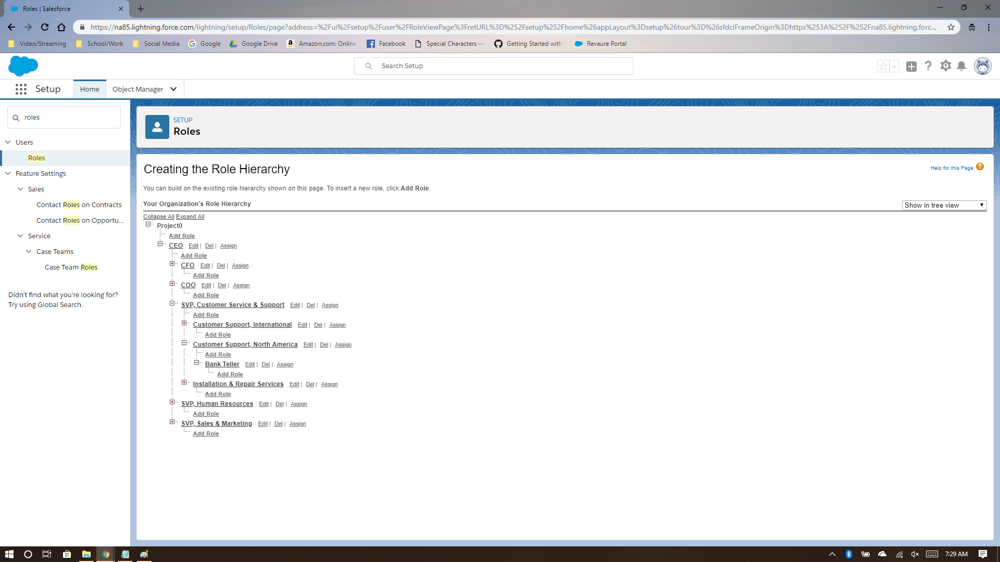 Roles | Salesforce
https://na85.lightning.force.com/lightning/setup/Roles/page?address=%2Fui%2Fsetup%2Fuser%2FRoleViewPage%3FretURL%3D%252Fsetup%252Fhome%26appLayout%3Dsetup%26tour%3D%26sfdcIFrameOrigin%3Dhttps%253A%252F%252Fna85.lightning.forc...
Video/Streaming School/Work Social Media Google Google Drive Amazon.com: Online Facebook Special Characters — Getting Started with Revaure Portal
Search Setup
Setup Home Object Manager
roles
Users
Roles
Feature Settings
Sales
Contact Roles on Contracts
Contact Roles on Opportu...
Service
Case Teams
Case Team Roles
Didn't find what you're looking for?
Try using Global Search.
SETUP
Roles
Creating the Role Hierarchy
Help for this Page ?
You can build on the existing role hierarchy shown on this page. To insert a new role, click Add Role.
Your Organization's Role Hierarchy
Show in tree view
Collapse All Expand All
Project0
Add Role
CEO Edit | Del | Assign
Add Role
CFO Edit | Del | Assign
Add Role
COO Edit | Del | Assign
Add Role
SVP, Customer Service & Support Edit | Del | Assign
Add Role
Customer Support, International Edit | Del | Assign
Add Role
Customer Support, North America Edit | Del | Assign
Add Role
Bank Teller Edit | Del | Assign
Add Role
Installation & Repair Services Edit | Del | Assign
Add Role
SVP, Human Resources Edit | Del | Assign
Add Role
SVP, Sales & Marketing Edit | Del | Assign
Add Role
7:29 AM